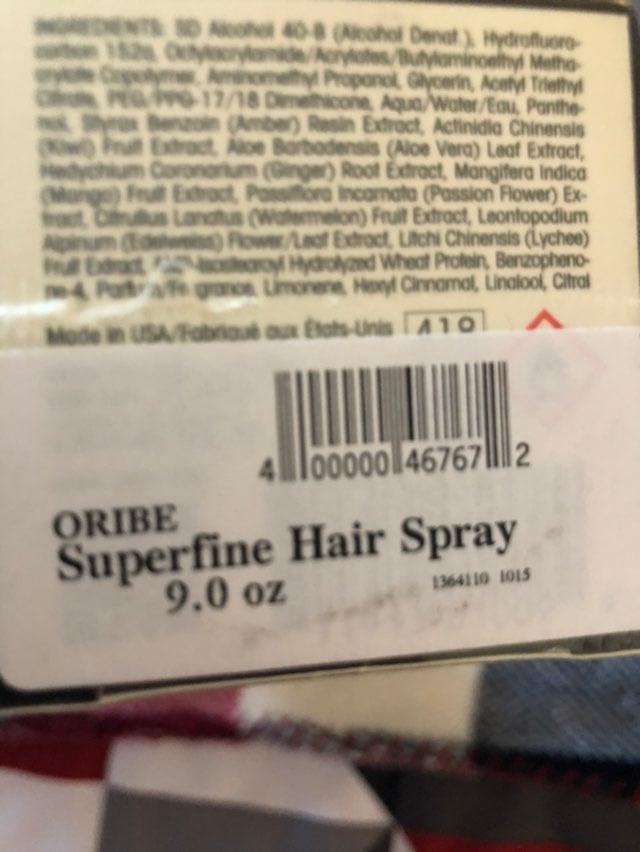 INGREDIENTS: SD Alcohol 40-B (Alcohol Denat.), Hydrofluoro-
carbon 152a, Octylacrylamide/Acrylates/Butylaminoethyl Metha-
crylate Copolymer, Aminomethyl Propanol, Glycerin, Acetyl Triethyl
Citrate, PEG/PPG-17/18 Dimethicone, Aqua/Water/Eau, Panthe-
nol, Styrax Benzoin (Amber) Resin Extract, Actinidia Chinensis
(Kiwi) Fruit Extract, Aloe Barbadensis (Aloe Vera) Leaf Extract,
Hedychium Coronarium (Ginger) Root Extract, Mangifera Indica
(Mango) Fruit Extract, Passiflora Incarnata (Passion Flower) Ex-
tract, Citrullus Lanatus (Watermelon) Fruit Extract, Leontopodium
Alpinum (Edelweiss) Flower/Leaf Extract, Litchi Chinensis (Lychee)
Fruit Extract, Hydrolyzed Wheat Protein, Benzopheno-
ne-4, Parfum/Fragrance, Limonene, Hexyl Cinnamal, Linalool, Citral
Made in USA/Fabriqué aux États-Unis 419
4 00000 46767 2
ORIBE
Superfine Hair Spray
9.0 oz 1364110 1015